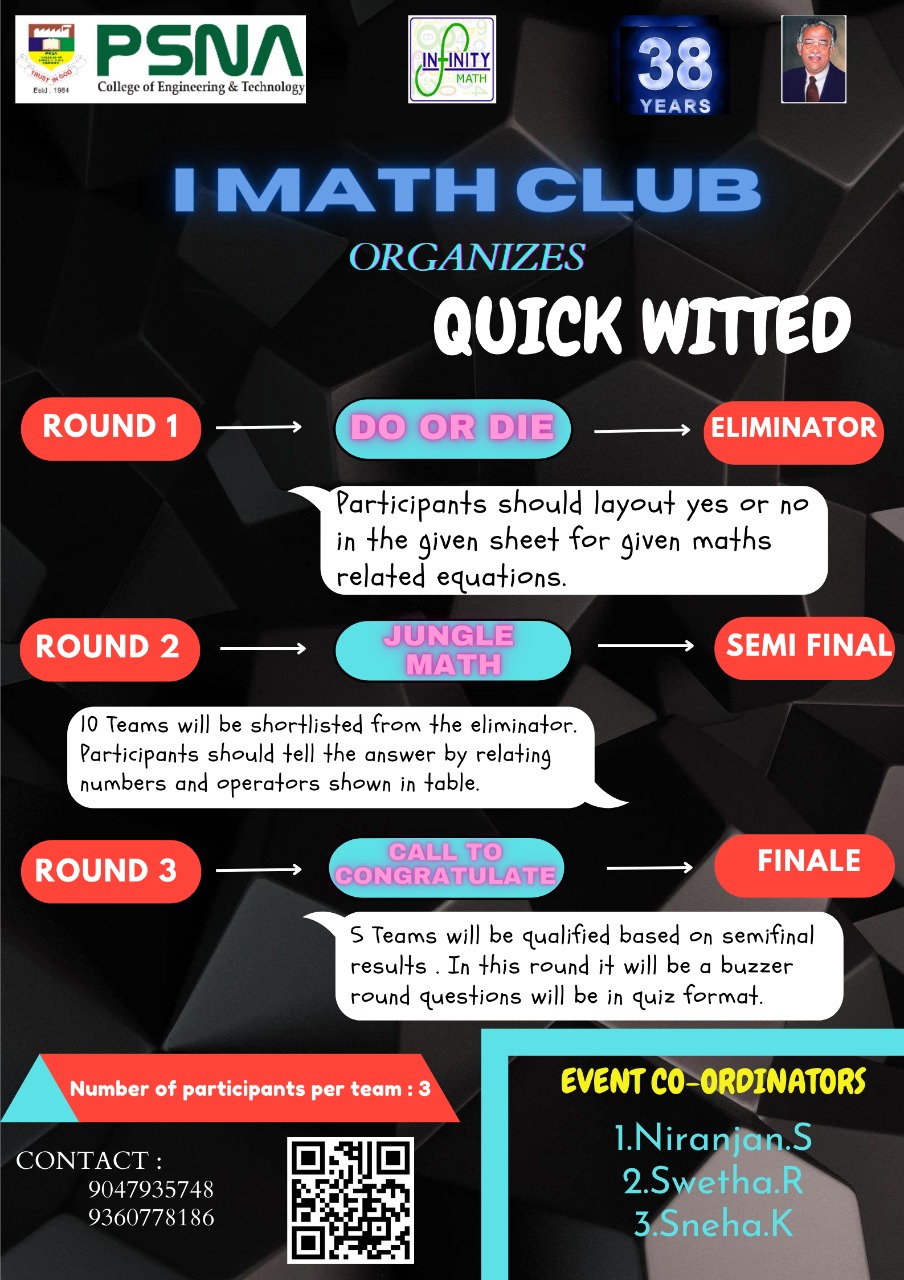 PSNA
College of Engineering & Technology
TRUST IN GOD
Estd : 1984
INFINITY
MATH
38
YEARS
I MATH CLUB
ORGANIZES
QUICK WITTED
ROUND 1
DO OR DIE
ELIMINATOR
Participants should layout yes or no
in the given sheet for given maths
related equations.
ROUND 2
JUNGLE
MATH
SEMI FINAL
10 Teams will be shortlisted from the eliminator.
Participants should tell the answer by relating
numbers and operators shown in table.
ROUND 3
CALL TO
CONGRATULATE
FINALE
5 Teams will be qualified based on semifinal
results . In this round it will be a buzzer
round questions will be in quiz format.
Number of participants per team : 3
CONTACT :
9047935748
9360778186
EVENT CO-ORDINATORS
1.Niranjan.S
2.Swetha.R
3.Sneha.K